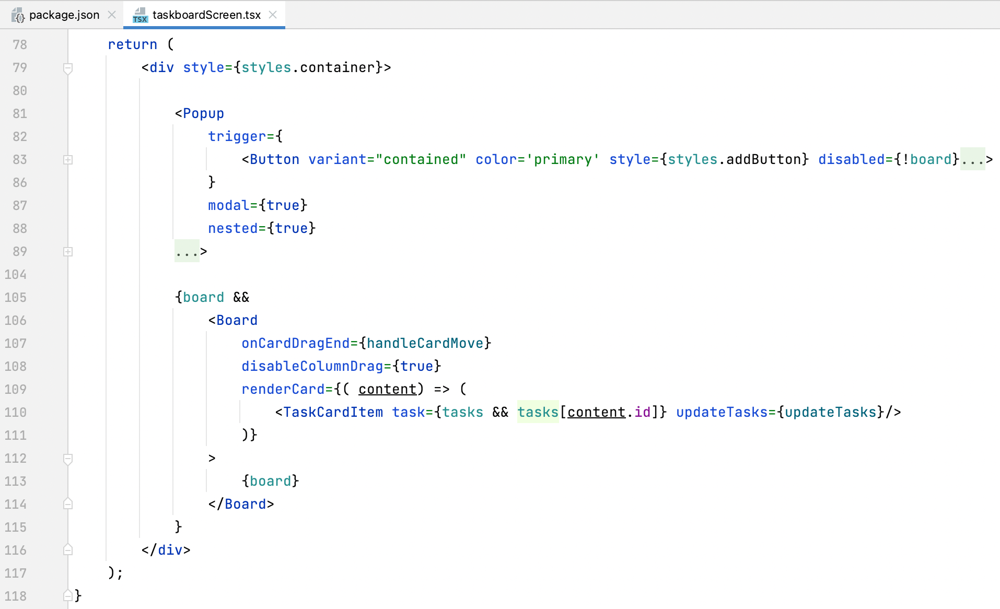 package.json
TSX taskboardScreen.tsx
78 return (
79 <div style={styles.container}>
80
81 <Popup
82 trigger={
83 <Button variant="contained" color='primary' style={styles.addButton} disabled={!board}...>
86 }
87 modal={true}
88 nested={true}
89 ...>
104
105 {board &&
106 <Board
107 onCardDragEnd={handleCardMove}
108 disableColumnDrag={true}
109 renderCard={( content) => (
110 <TaskCardItem task={tasks && tasks[content.id]} updateTasks={updateTasks}/>
111 )}
112 >
113 {board}
114 </Board>
115 }
116 </div>
117 );
118 }